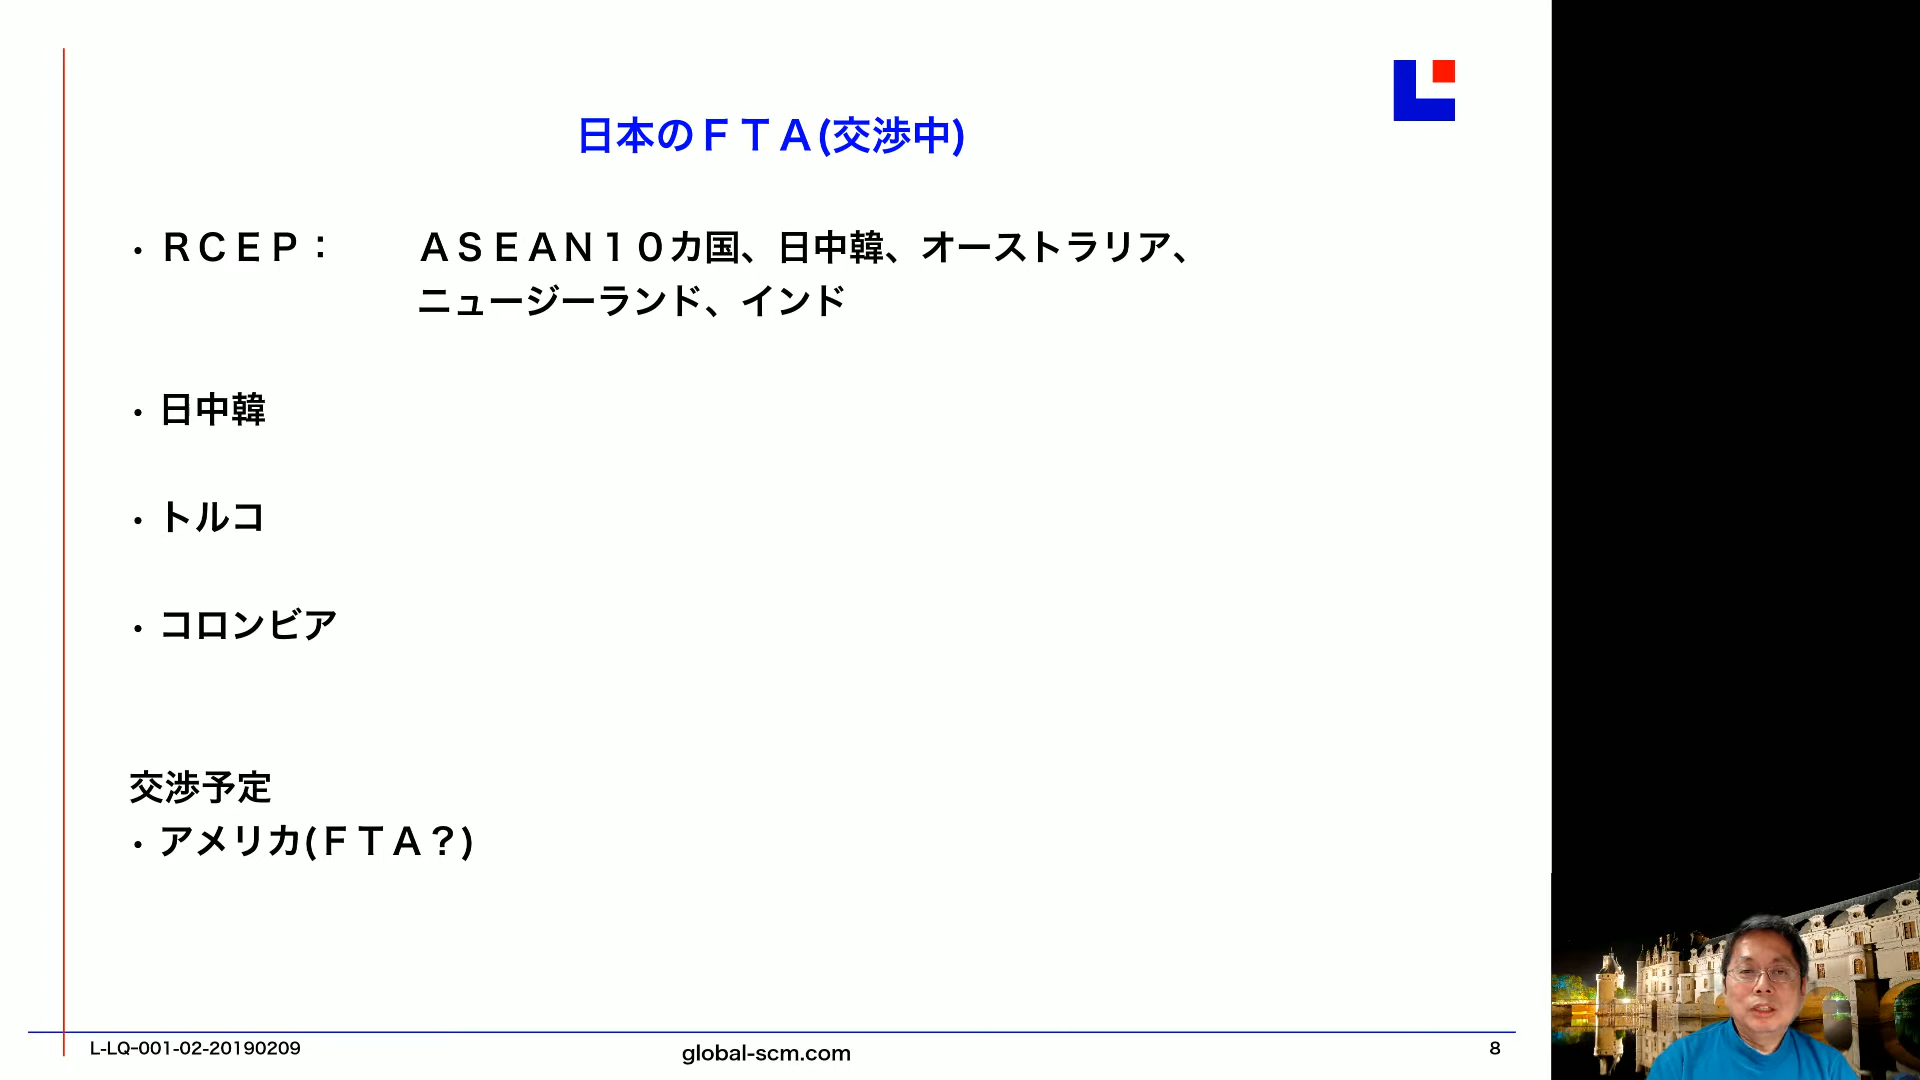 日本のＦＴＡ(交渉中)
• ＲＣＥＰ： ＡＳＥＡＮ１０カ国、日中韓、オーストラリア、
ニュージーランド、インド
• 日中韓
• トルコ
• コロンビア
交渉予定
• アメリカ(ＦＴＡ？)
L-LQ-001-02-20190209
global-scm.com
8